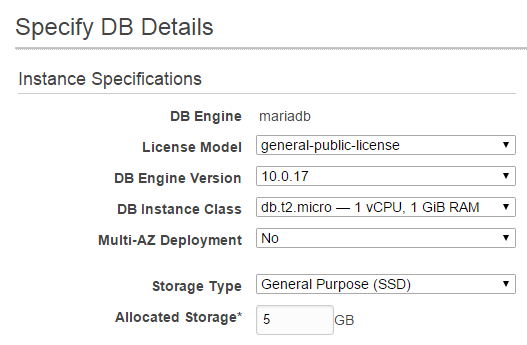 Specify DB Details
Instance Specifications
DB Engine mariadb
License Model general-public-license
DB Engine Version 10.0.17
DB Instance Class db.t2.micro — 1 vCPU, 1 GiB RAM
Multi-AZ Deployment No
Storage Type General Purpose (SSD)
Allocated Storage* 5 GB